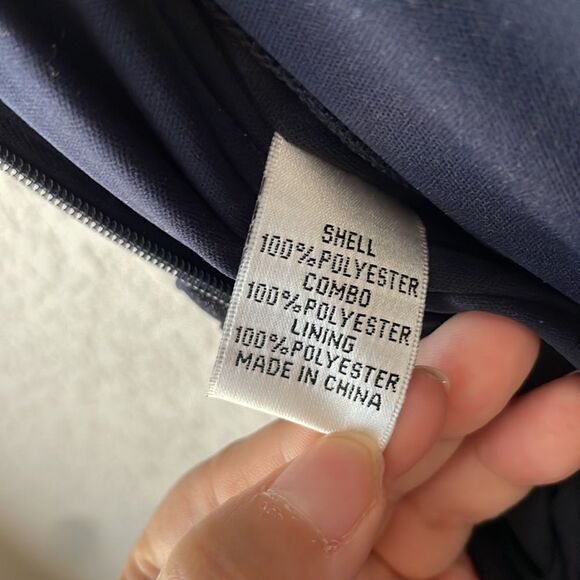 SHELL
100%POLYESTER
COMBO
100%POLYESTER
LINING
100%POLYESTER
MADE IN CHINA